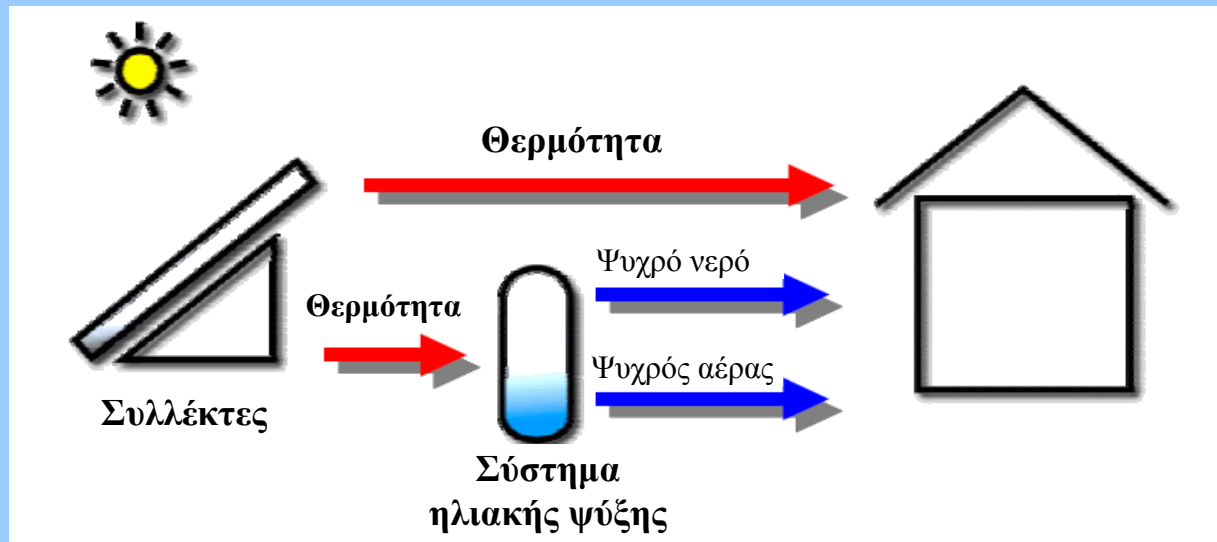 Θερμότητα
Ψυχρό νερό
Θερμότητα
Ψυχρός αέρας
Συλλέκτες
Σύστημα
ηλιακής ψύξης